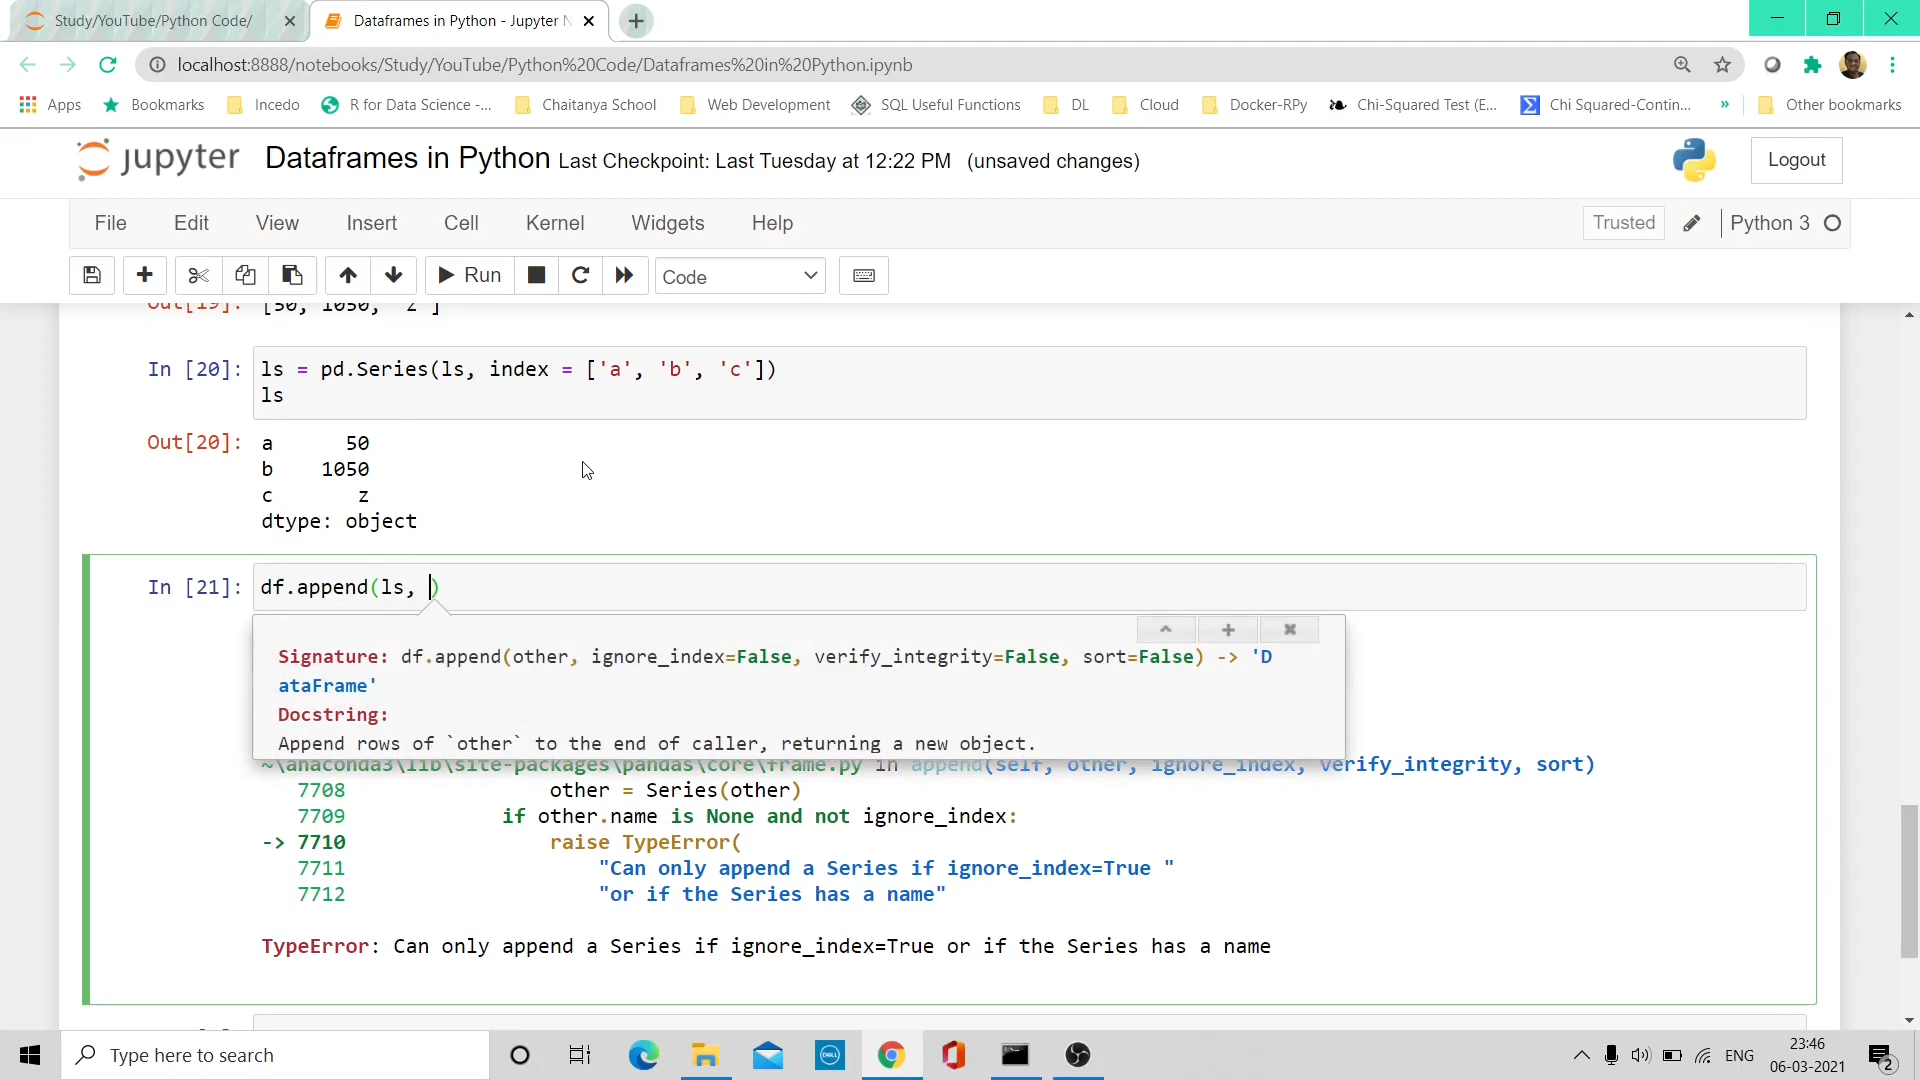 Study/YouTube/Python Code/
Dataframes in Python - Jupyter N
localhost:8888/notebooks/Study/YouTube/Python%20Code/Dataframes%20in%20Python.ipynb
Apps Bookmarks Incedo R for Data Science -... Chaitanya School Web Development SQL Useful Functions DL Cloud Docker-RPy Chi-Squared Test (E... Chi Squared-Contin... » Other bookmarks
jupyter Dataframes in Python Last Checkpoint: Last Tuesday at 12:22 PM (unsaved changes)
Logout
File Edit View Insert Cell Kernel Widgets Help
Trusted Python 3
Run Code
Out[19]: [50, 1050, 'z']
In [20]: ls = pd.Series(ls, index = ['a', 'b', 'c'])
ls
Out[20]: a 50
b 1050
c z
dtype: object
In [21]: df.append(ls, )
Signature: df.append(other, ignore_index=False, verify_integrity=False, sort=False) -> 'D
ataFrame'
Docstring:
Append rows of `other` to the end of caller, returning a new object.
~\anaconda3\lib\site-packages\pandas\core\frame.py in append(self, other, ignore_index, verify_integrity, sort)
7708 other = Series(other)
7709 if other.name is None and not ignore_index:
-> 7710 raise TypeError(
7711 "Can only append a Series if ignore_index=True "
7712 "or if the Series has a name"
TypeError: Can only append a Series if ignore_index=True or if the Series has a name
Type here to search
DELL
ENG
23:46
06-03-2021
2